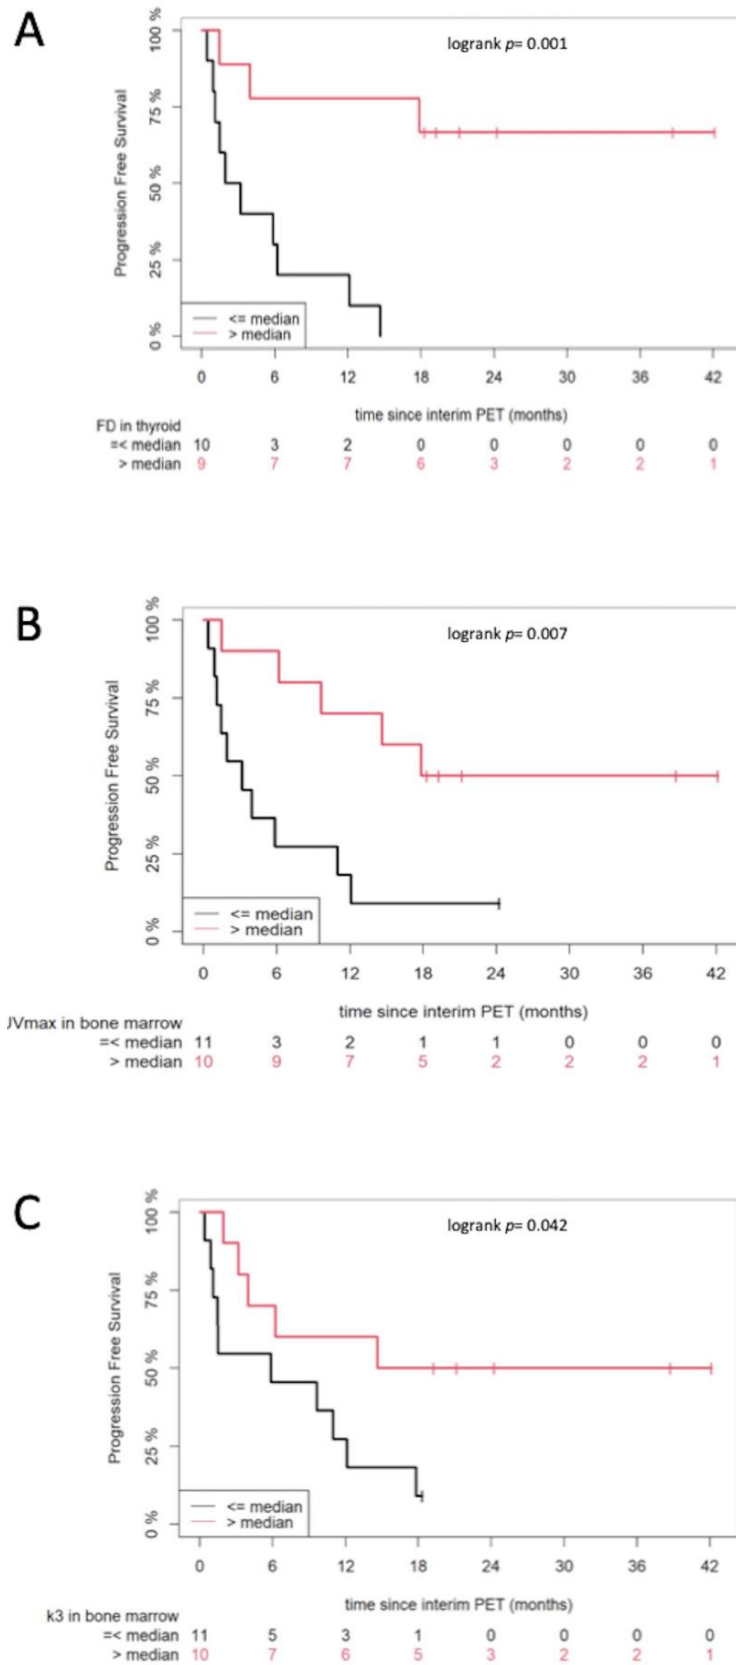 A
logrank p= 0.001
Progression Free Survival
100 %
75 %
50 %
25 %
0 %
<= median
> median
0 6 12 18 24 30 36 42
time since interim PET (months)
FD in thyroid
=< median 10 3 2 0 0 0 0 0
> median 9 7 7 6 3 2 2 1
B
logrank p= 0.007
Progression Free Survival
100 %
75 %
50 %
25 %
0 %
<= median
> median
0 6 12 18 24 30 36 42
time since interim PET (months)
JVmax in bone marrow
=< median 11 3 2 1 1 0 0 0
> median 10 9 7 5 2 2 2 1
C
logrank p= 0.042
Progression Free Survival
100 %
75 %
50 %
25 %
0 %
<= median
> median
0 6 12 18 24 30 36 42
time since interim PET (months)
k3 in bone marrow
=< median 11 5 3 1 0 0 0 0
> median 10 7 6 5 3 2 2 1